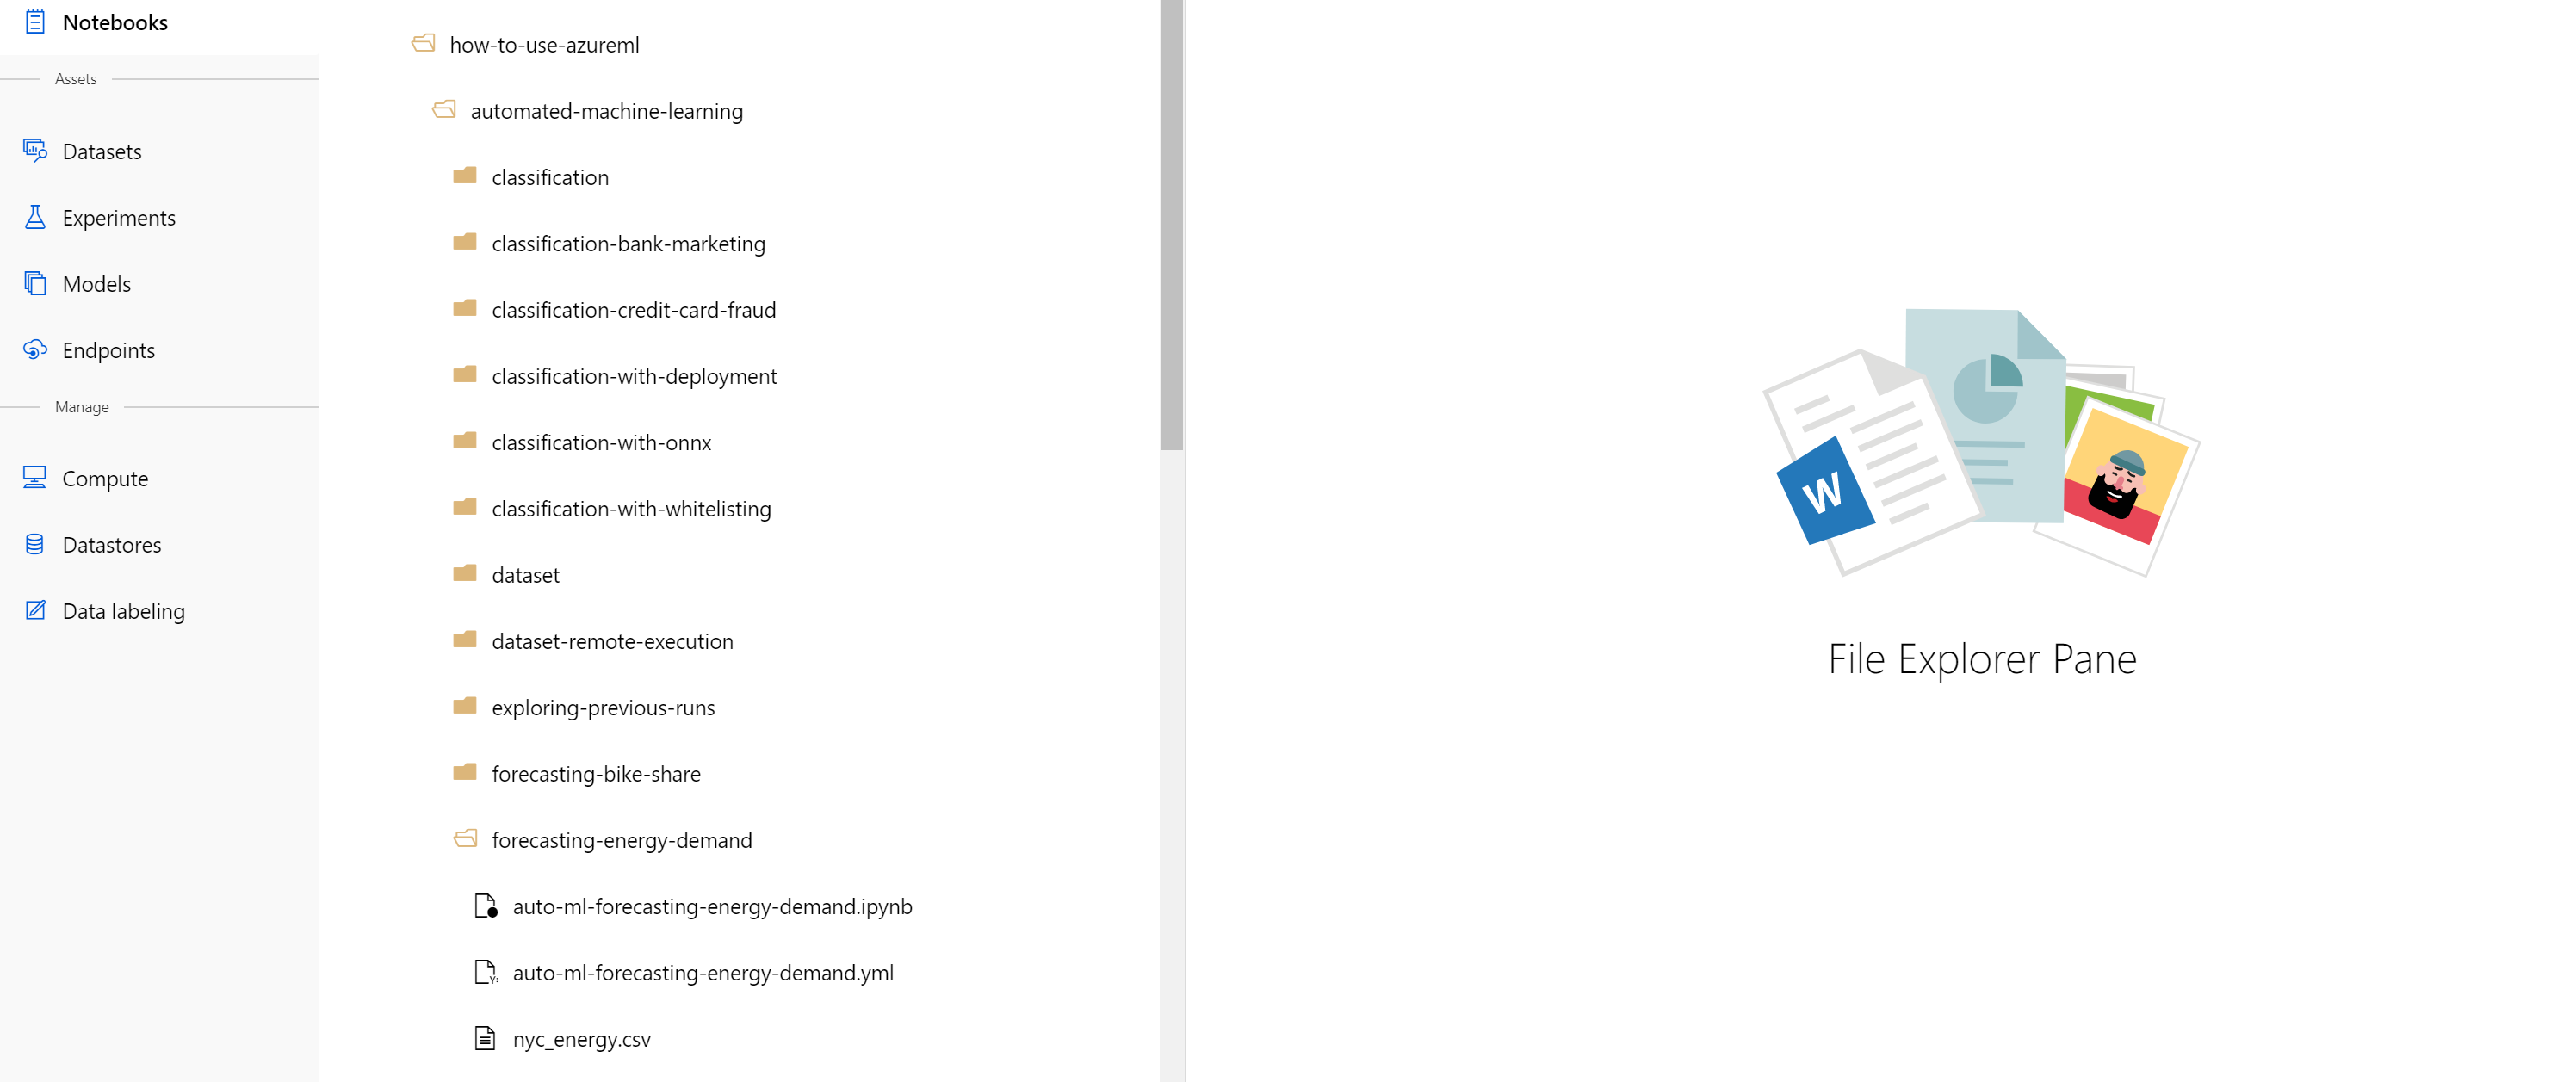 Notebooks
Assets
Datasets
Experiments
Models
Endpoints
Manage
Compute
Datastores
Data labeling
how-to-use-azureml
automated-machine-learning
classification
classification-bank-marketing
classification-credit-card-fraud
classification-with-deployment
classification-with-onnx
classification-with-whitelisting
dataset
dataset-remote-execution
exploring-previous-runs
forecasting-bike-share
forecasting-energy-demand
auto-ml-forecasting-energy-demand.ipynb
Y:
auto-ml-forecasting-energy-demand.yml
nyc_energy.csv
W
File Explorer Pane